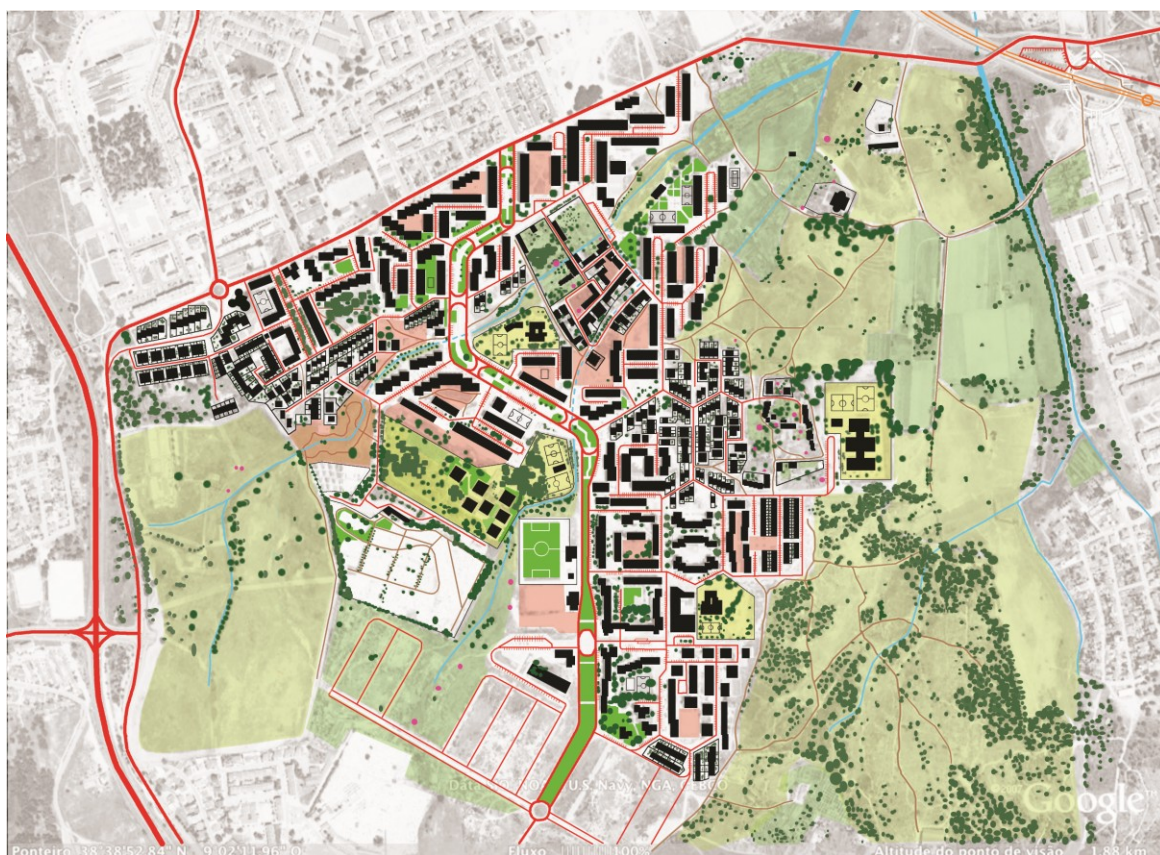 Data SIO, NOAA, U.S. Navy, NGA, GEBCO
Google
Ponteiro 38°38'52.84" N 9°02'11.96" O
Fluxo 100%
Altitude do ponto de visão 1.88 km